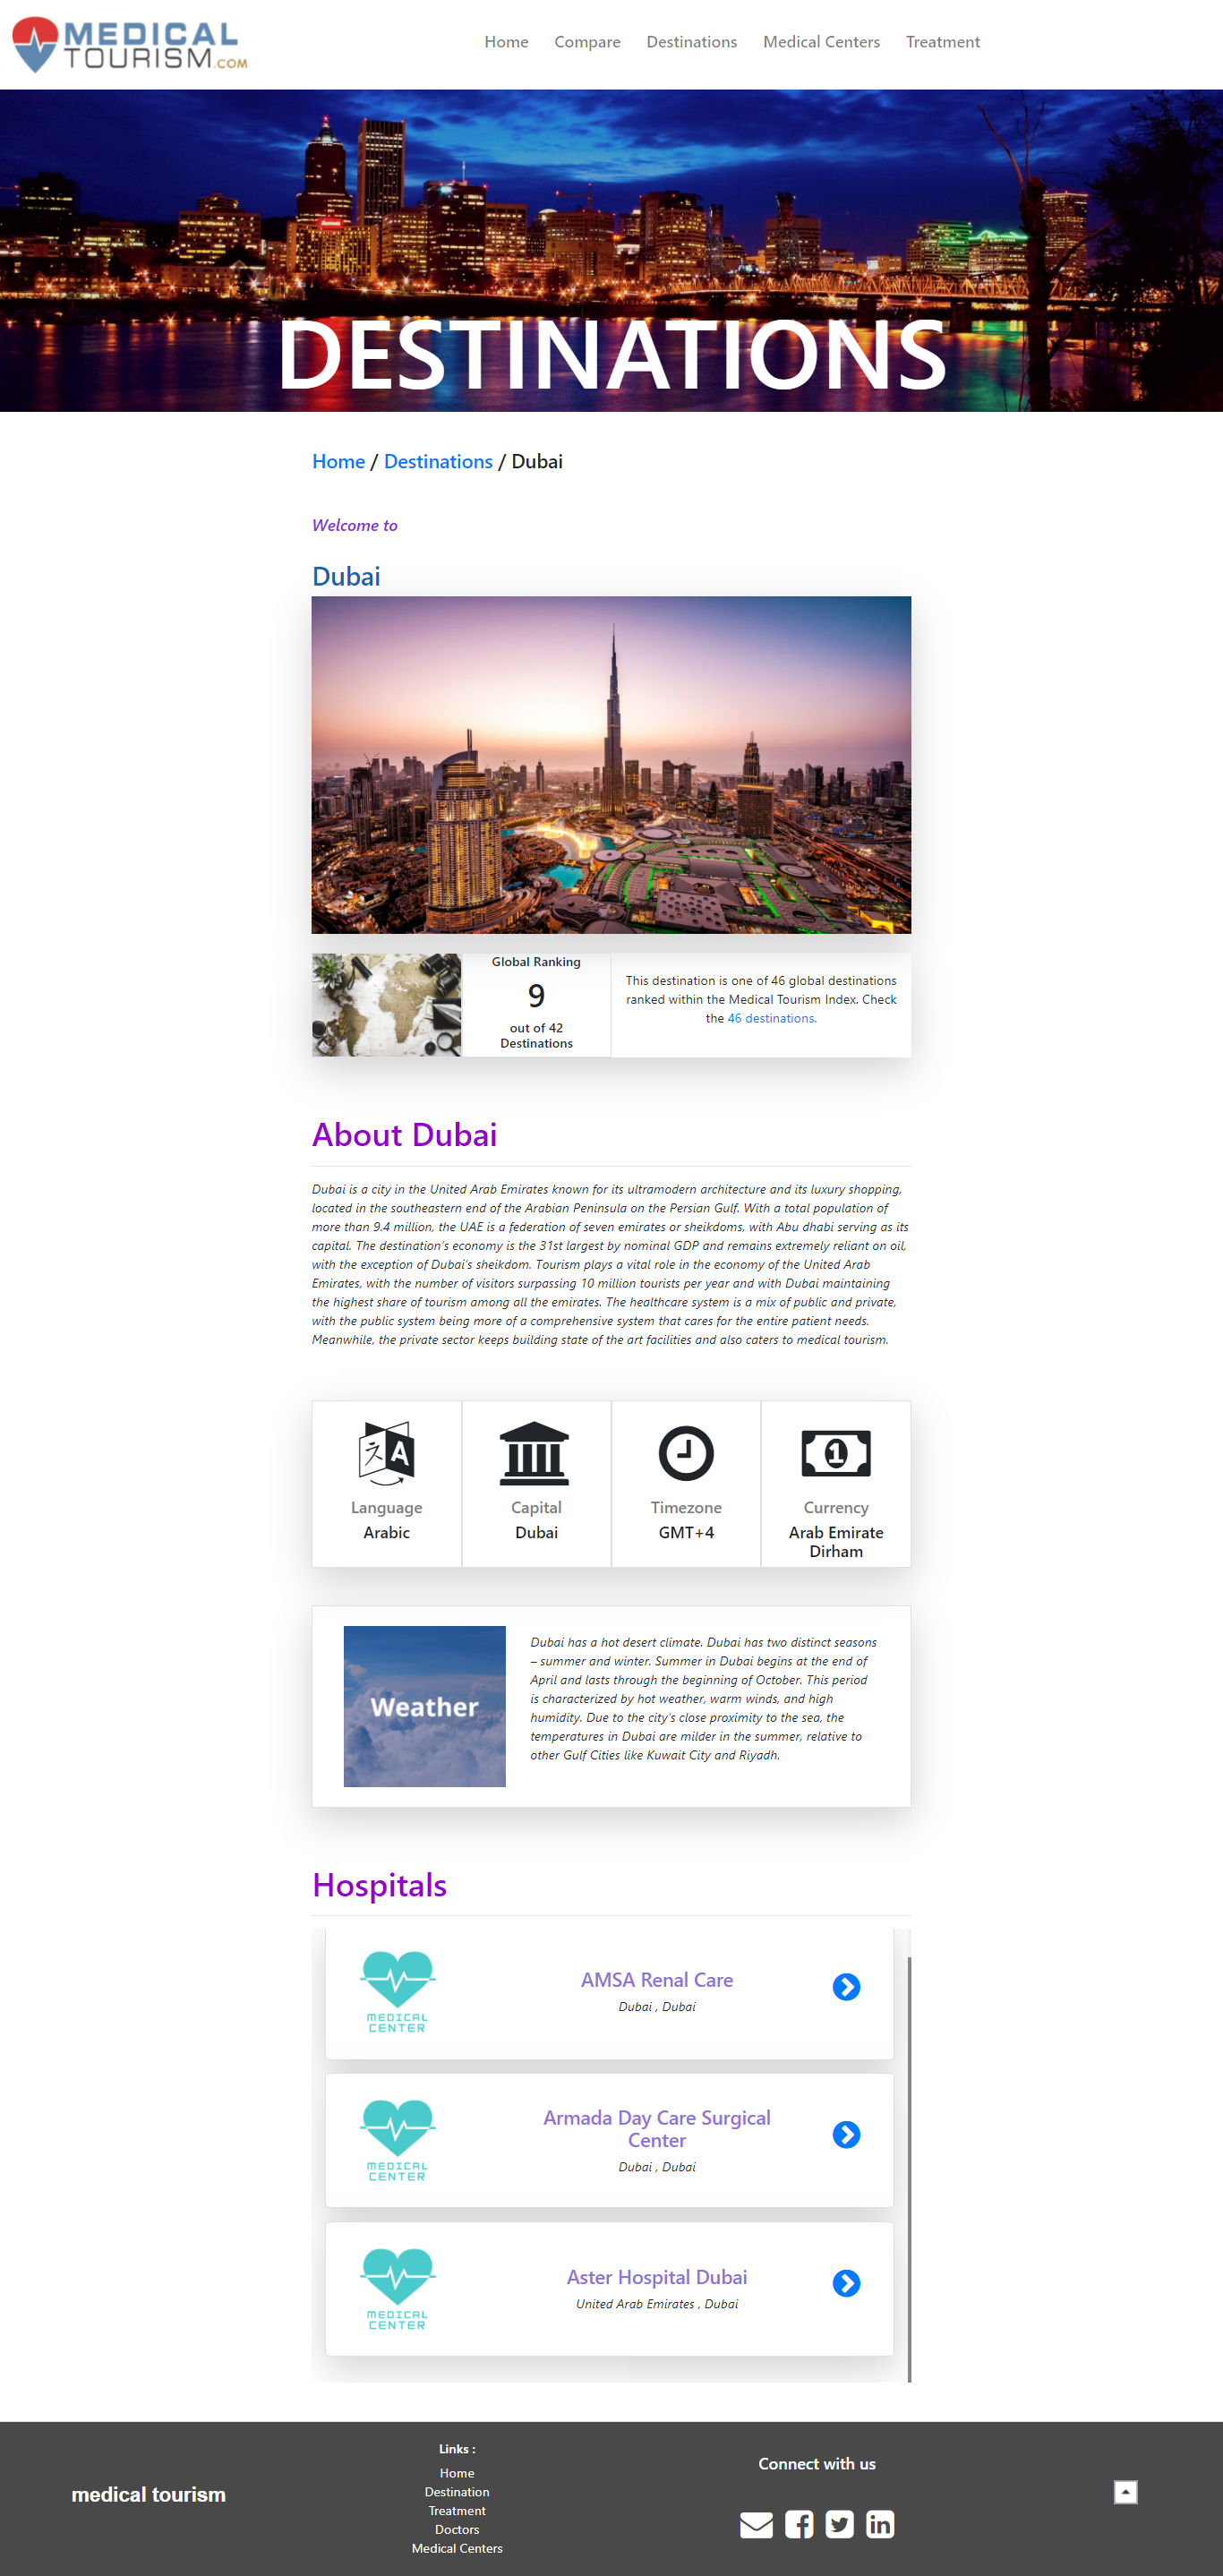 MEDICAL
TOURISM.COM
Home Compare Destinations Medical Centers Treatment
DESTINATIONS
Home / Destinations / Dubai
Welcome to
Dubai
Global Ranking
9
out of 42
Destinations
This destination is one of 46 global destinations
ranked within the Medical Tourism Index. Check
the 46 destinations.
About Dubai
Dubai is a city in the United Arab Emirates known for its ultramodern architecture and its luxury shopping,
located in the southeastern end of the Arabian Peninsula on the Persian Gulf. With a total population of
more than 9.4 million, the UAE is a federation of seven emirates or sheikdoms, with Abu dhabi serving as its
capital. The destination's economy is the 31st largest by nominal GDP and remains extremely reliant on oil,
with the exception of Dubai's sheikdom. Tourism plays a vital role in the economy of the United Arab
Emirates, with the number of visitors surpassing 10 million tourists per year and with Dubai maintaining
the highest share of tourism among all the emirates. The healthcare system is a mix of public and private,
with the public system being more of a comprehensive system that cares for the entire patient needs.
Meanwhile, the private sector keeps building state of the art facilities and also caters to medical tourism.
A
1
Language
Arabic
Capital
Dubai
Timezone
GMT+4
Currency
Arab Emirate
Dirham
Weather
Dubai has a hot desert climate. Dubai has two distinct seasons
– summer and winter. Summer in Dubai begins at the end of
April and lasts through the beginning of October. This period
is characterized by hot weather, warm winds, and high
humidity. Due to the city's close proximity to the sea, the
temperatures in Dubai are milder in the summer, relative to
other Gulf Cities like Kuwait City and Riyadh.
Hospitals
MEDICAL
CENTER
AMSA Renal Care
Dubai , Dubai
MEDICAL
CENTER
Armada Day Care Surgical
Center
Dubai , Dubai
MEDICAL
CENTER
Aster Hospital Dubai
United Arab Emirates , Dubai
medical tourism
Links :
Home
Destination
Treatment
Doctors
Medical Centers
Connect with us